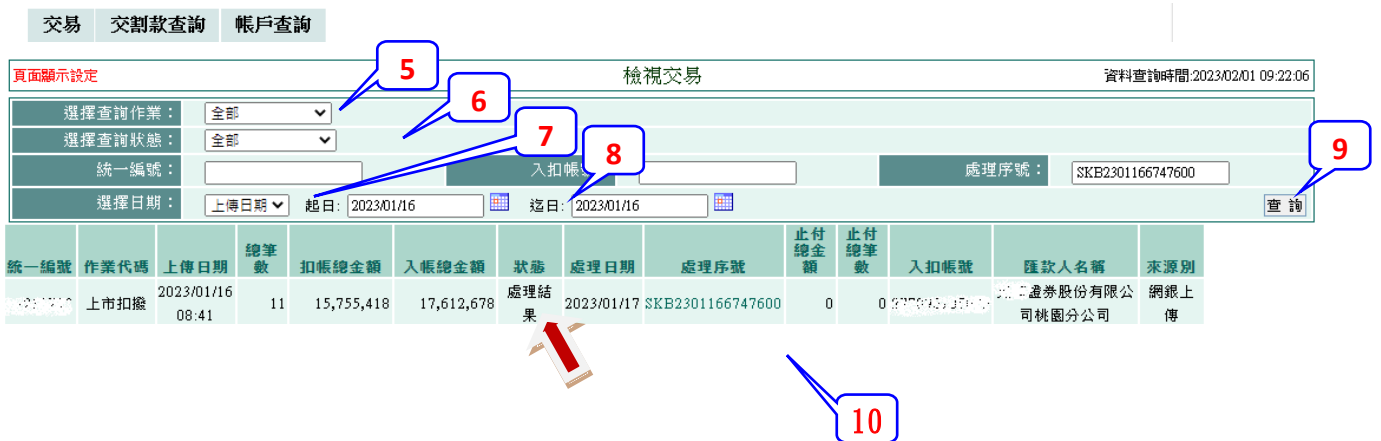 交易 交割款查詢 帳戶查詢
頁面顯示設定 檢視交易 資料查詢時間:2023/02/01 09:22:06
5
6
7
8
9
選擇查詢作業： 全部
選擇查詢狀態： 全部
統一編號： 入扣帳 處理序號： SKB2301166747600
選擇日期： 上傳日期 起日: 2023/01/16 迄日: 2023/01/16 查 詢
統一編號 作業代碼 上傳日期 總筆數 扣帳總金額 入帳總金額 狀態 處理日期 處理序號 止付總金額 止付總筆數 入扣帳號 匯款人名稱 來源別
上市扣撥 2023/01/16 08:41 11 15,755,418 17,612,678 處理結果 2023/01/17 SKB2301166747600 0 0 證券股份有限公司桃園分公司 網銀上傳
10